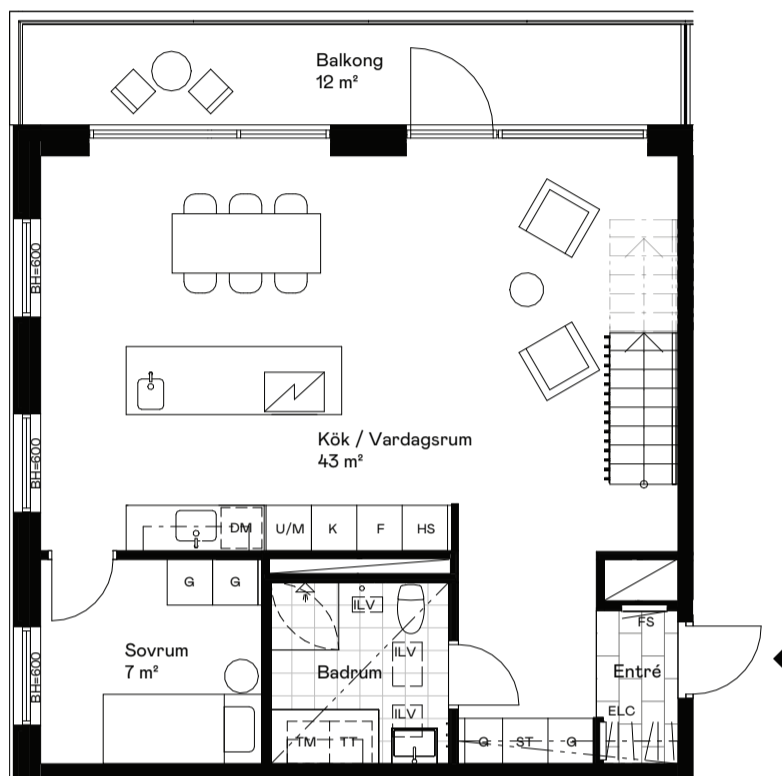 Balkong
12 m²
BH=600
BH=600
Kök / Vardagsrum
43 m²
DM U/M K F HS
G G
ILV
FS
Sovrum
7 m²
Badrum
ILV
Entré
BH=600
ILV
ELC
TM TT
G ST G